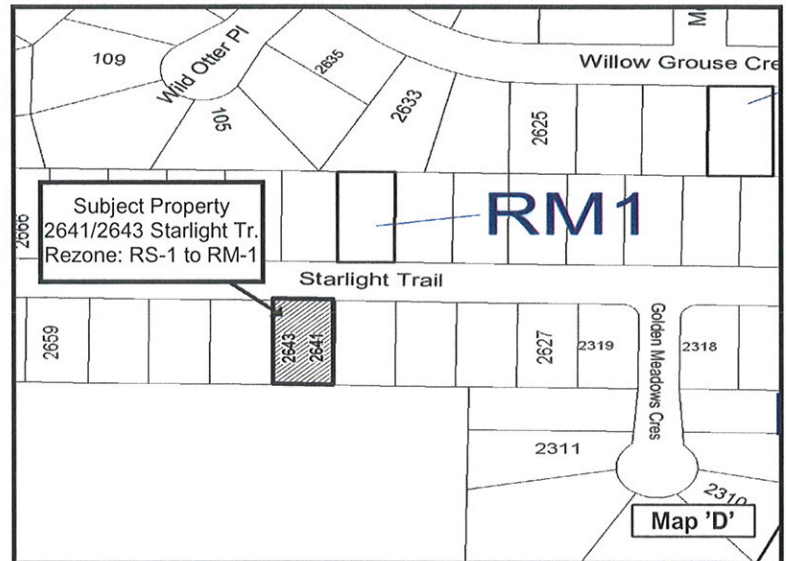 109
Wild Otter Pl
2635
2633
105
Willow Grouse Cre
2625
2666
Subject Property
2641/2643 Starlight Tr.
Rezone: RS-1 to RM-1
RM1
Starlight Trail
2659
2643
2641
2627
2319
Golden Meadows Cres
2318
2311
2310
Map 'D'